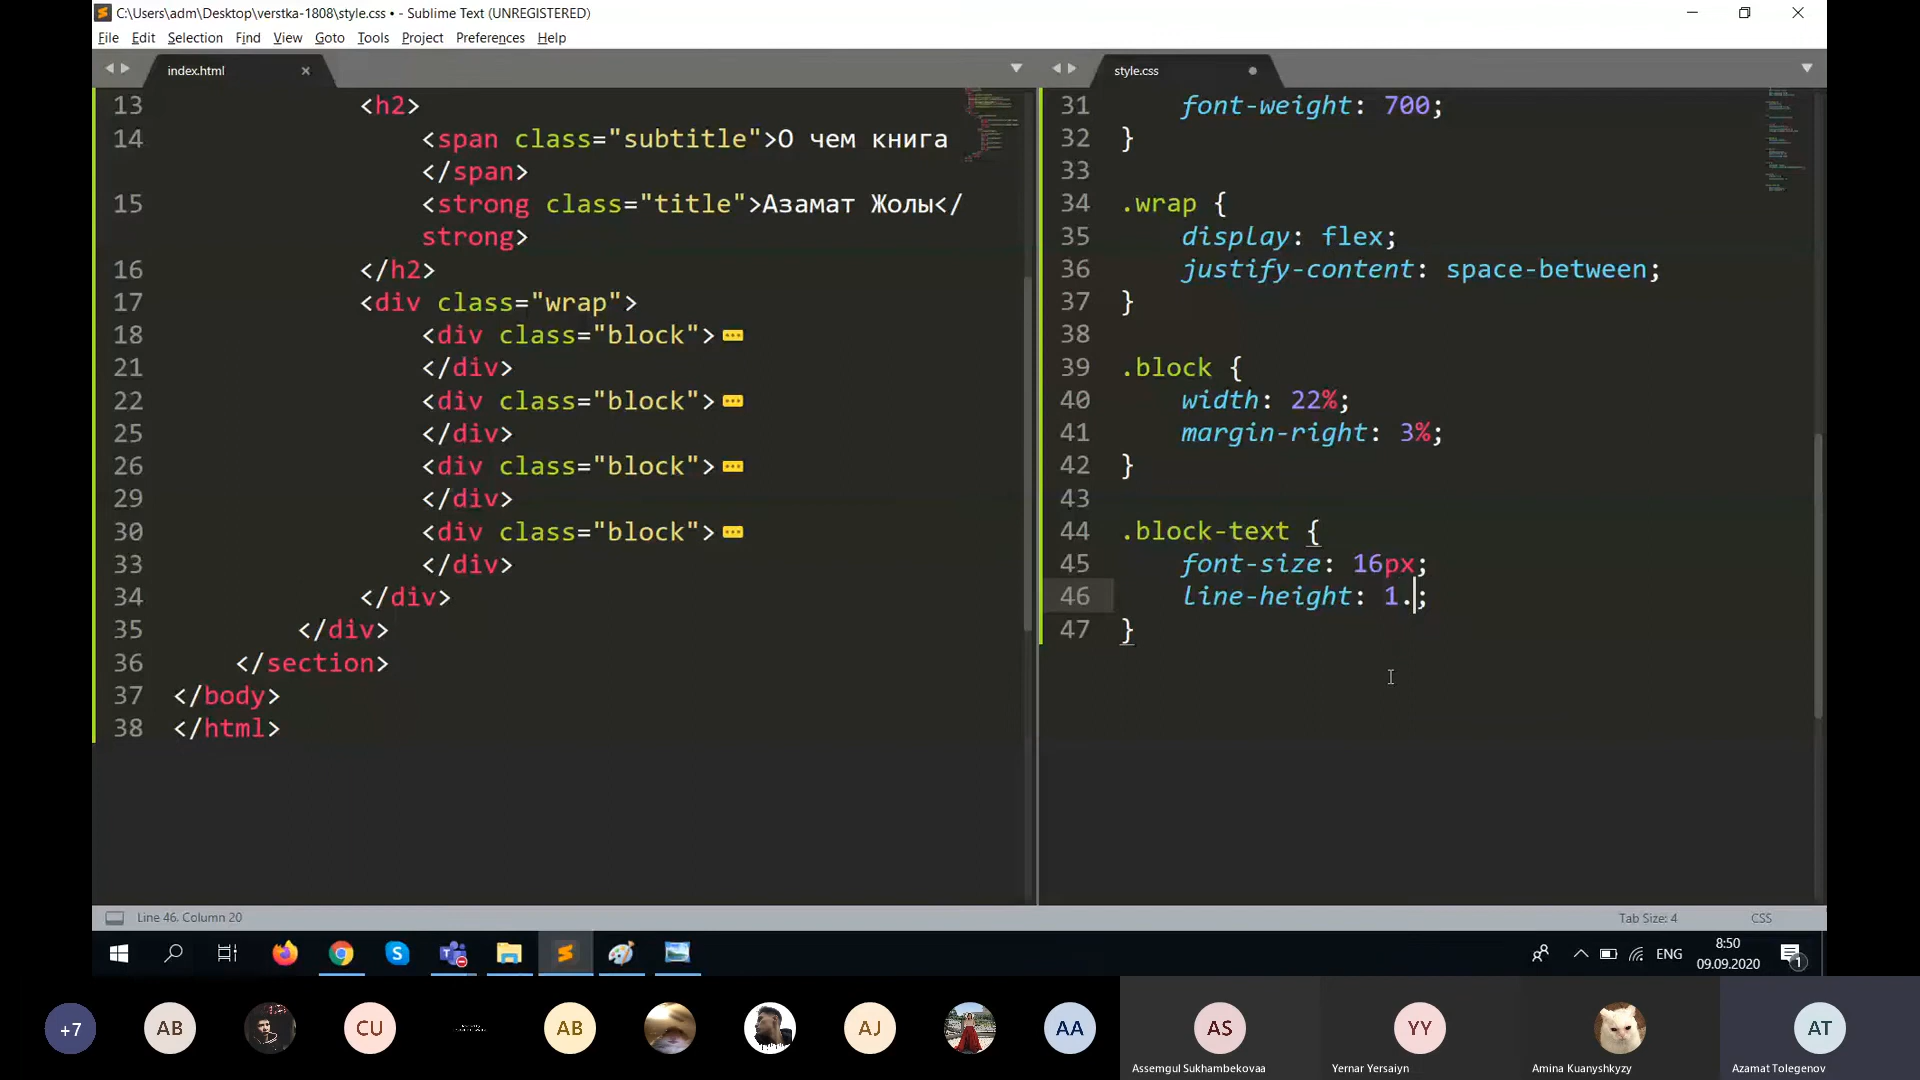 C:\Users\adm\Desktop\verstka-1808\style.css • - Sublime Text (UNREGISTERED)
File Edit Selection Find View Goto Tools Project Preferences Help
index.html
style.css
13 <h2>
14 <span class="subtitle">О чем книга
</span>
15 <strong class="title">Азамат Жолы</
strong>
16 </h2>
17 <div class="wrap">
18 <div class="block">
21 </div>
22 <div class="block">
25 </div>
26 <div class="block">
29 </div>
30 <div class="block">
33 </div>
34 </div>
35 </div>
36 </section>
37 </body>
38 </html>
31 font-weight: 700;
32 }
33
34 .wrap {
35 display: flex;
36 justify-content: space-between;
37 }
38
39 .block {
40 width: 22%;
41 margin-right: 3%;
42 }
43
44 .block-text {
45 font-size: 16px;
46 line-height: 1.;
47 }
Line 46, Column 20
Tab Size: 4
CSS
ENG
8:50
09.09.2020
1
+7
AB
CU
AB
AJ
AA
AS
YY
AT
Assemgul Sukhambekovaa
Yernar Yersaiyn
Amina Kuanyshkyzy
Azamat Tolegenov